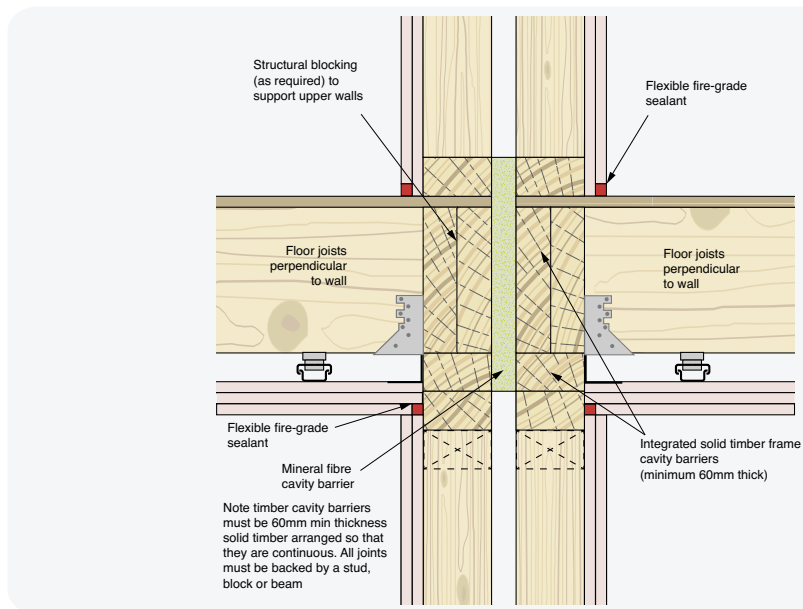 Structural blocking
(as required) to
support upper walls
Flexible fire-grade
sealant
Floor joists
perpendicular
to wall
Floor joists
perpendicular
to wall
Flexible fire-grade
sealant
Mineral fibre
cavity barrier
Integrated solid timber frame
cavity barriers
(minimum 60mm thick)
Note timber cavity barriers
must be 60mm min thickness
solid timber arranged so that
they are continuous. All joints
must be backed by a stud,
block or beam